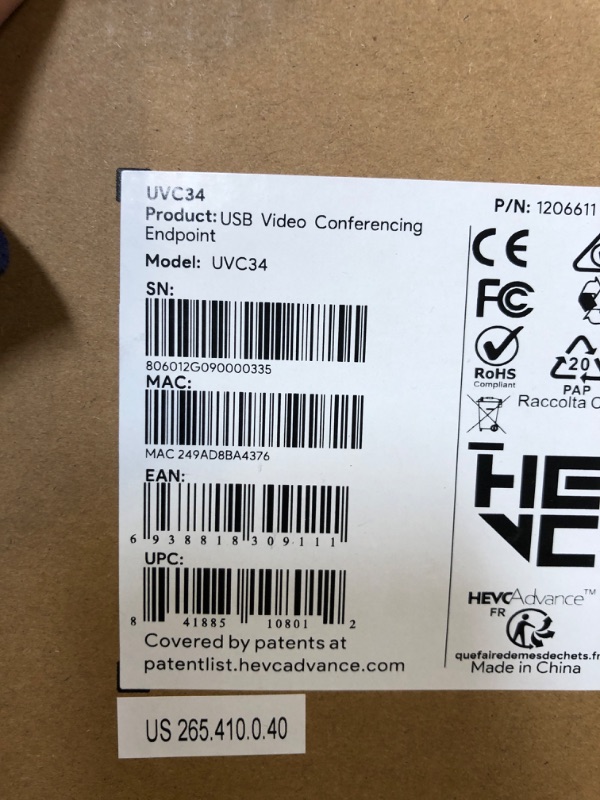 UVC34
Product: USB Video Conferencing
Endpoint
Model: UVC34
SN:
806012G090000335
MAC:
MAC 249AD8BA4376
EAN:
6 938818 309111
UPC:
8 41885 10801 2
Covered by patents at
patentlist.hevcadvance.com
P/N: 1206611
CE
FC
RoHS
Compliant
20
PAP
Raccolta C
HE
VC
HEVCAdvance™
FR
quefairedemesdechets.fr
Made in China
US 265.410.0.40